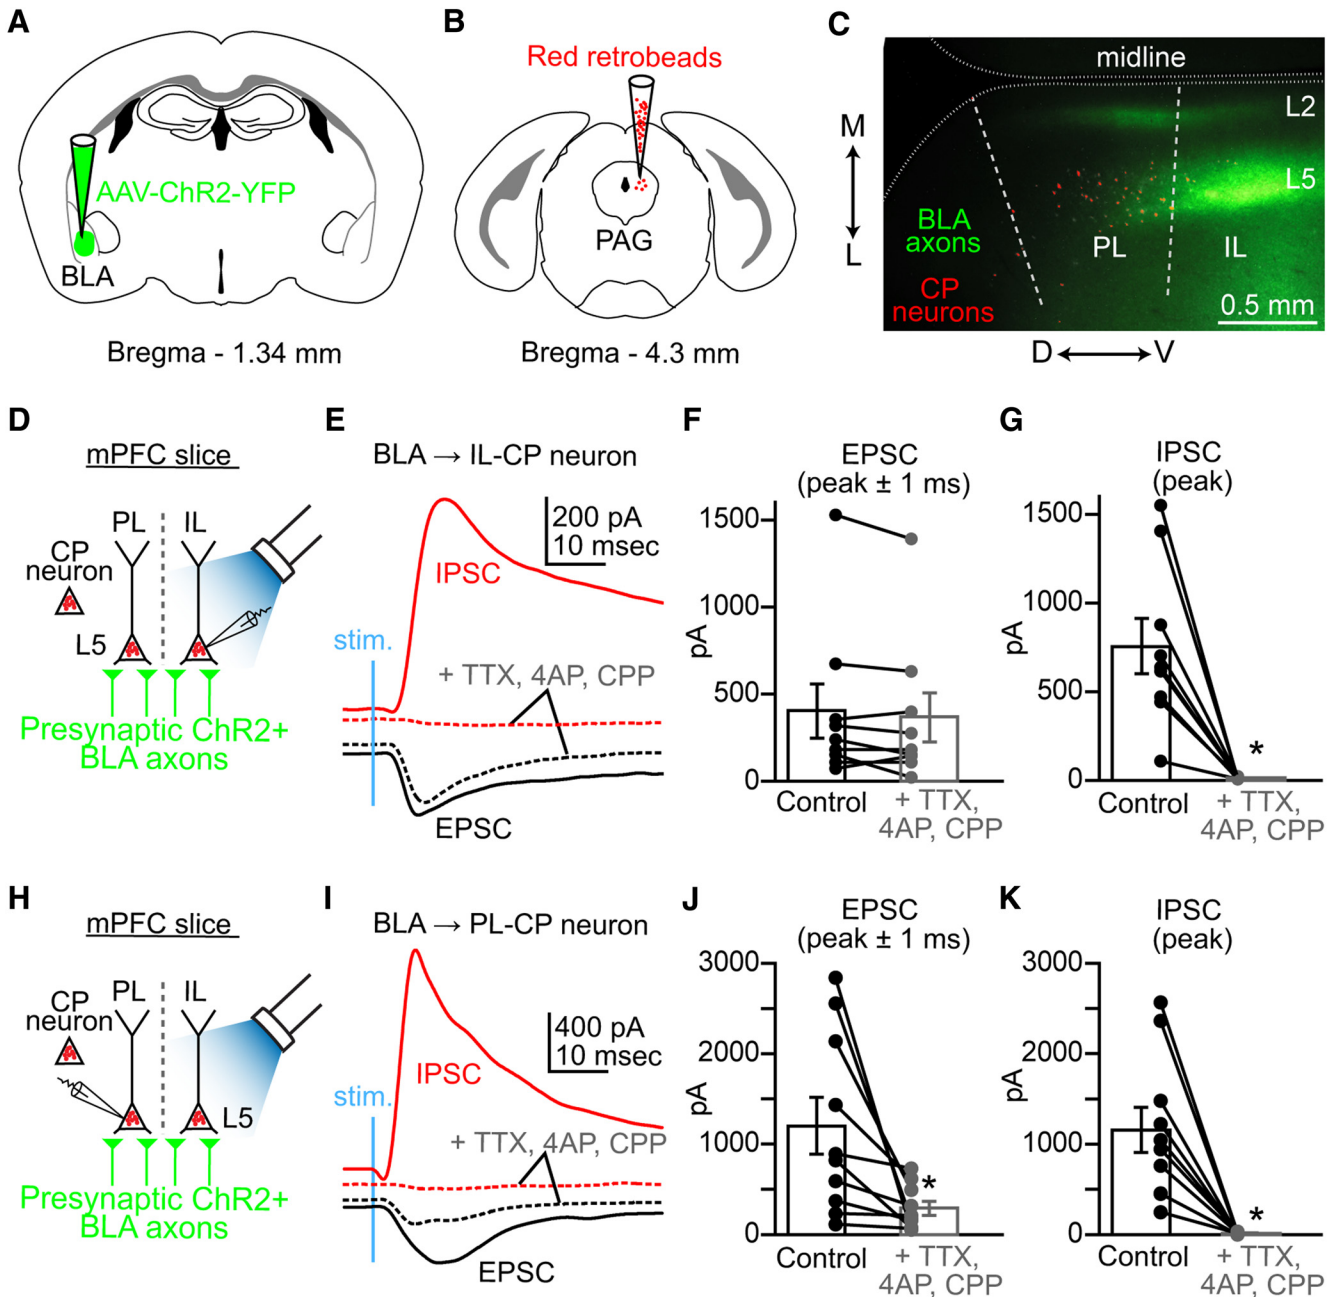 A
AAV-ChR2-YFP
BLA
Bregma - 1.34 mm
B
Red retrobeads
PAG
Bregma - 4.3 mm
C
midline
L2
L5
M
L
BLA
axons
PL
IL
CP
neurons
0.5 mm
D
V
D
mPFC slice
PL
IL
CP
neuron
L5
Presynaptic ChR2+
BLA axons
E
BLA → IL-CP neuron
200 pA
10 msec
IPSC
stim.
+ TTX, 4AP, CPP
EPSC
F
EPSC
(peak ± 1 ms)
1500
1000
500
0
pA
Control
+ TTX,
4AP, CPP
G
IPSC
(peak)
1500
1000
500
0
pA
*
Control
+ TTX,
4AP, CPP
H
mPFC slice
PL
IL
CP
neuron
L5
Presynaptic ChR2+
BLA axons
I
BLA → PL-CP neuron
400 pA
10 msec
IPSC
stim.
+ TTX, 4AP, CPP
EPSC
J
EPSC
(peak ± 1 ms)
3000
2000
1000
0
pA
*
Control
+ TTX,
4AP, CPP
K
IPSC
(peak)
3000
2000
1000
0
pA
*
Control
+ TTX,
4AP, CPP